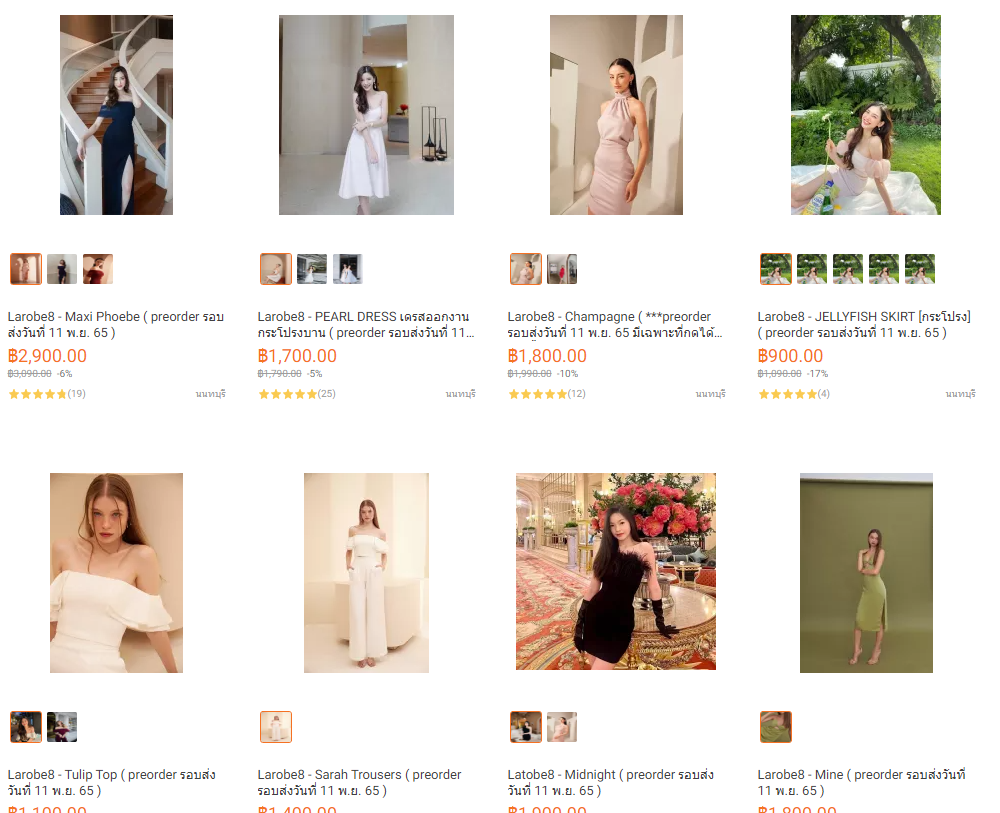 Larobe8 - Maxi Phoebe ( preorder รอบ
ส่งวันที่ 11 พ.ย. 65 )
฿2,900.00
฿3,090.00 -6%
(19) นนทบุรี
Larobe8 - PEARL DRESS เดรสออกงาน
กระโปรงบาน ( preorder รอบส่งวันที่ 11...
฿1,700.00
฿1,790.00 -5%
(25) นนทบุรี
Larobe8 - Champagne ( ***preorder
รอบส่งวันที่ 11 พ.ย. 65 มีเฉพาะที่กดได้...
฿1,800.00
฿1,990.00 -10%
(12) นนทบุรี
Larobe8 - JELLYFISH SKIRT [กระโปรง]
( preorder รอบส่งวันที่ 11 พ.ย. 65 )
฿900.00
฿1,090.00 -17%
(4) นนทบุรี
Larobe8 - Tulip Top ( preorder รอบส่ง
วันที่ 11 พ.ย. 65 )
Larobe8 - Sarah Trousers ( preorder
รอบส่งวันที่ 11 พ.ย. 65 )
Latobe8 - Midnight ( preorder รอบส่ง
วันที่ 11 พ.ย. 65 )
Larobe8 - Mine ( preorder รอบส่งวันที่
11 พ.ย. 65 )